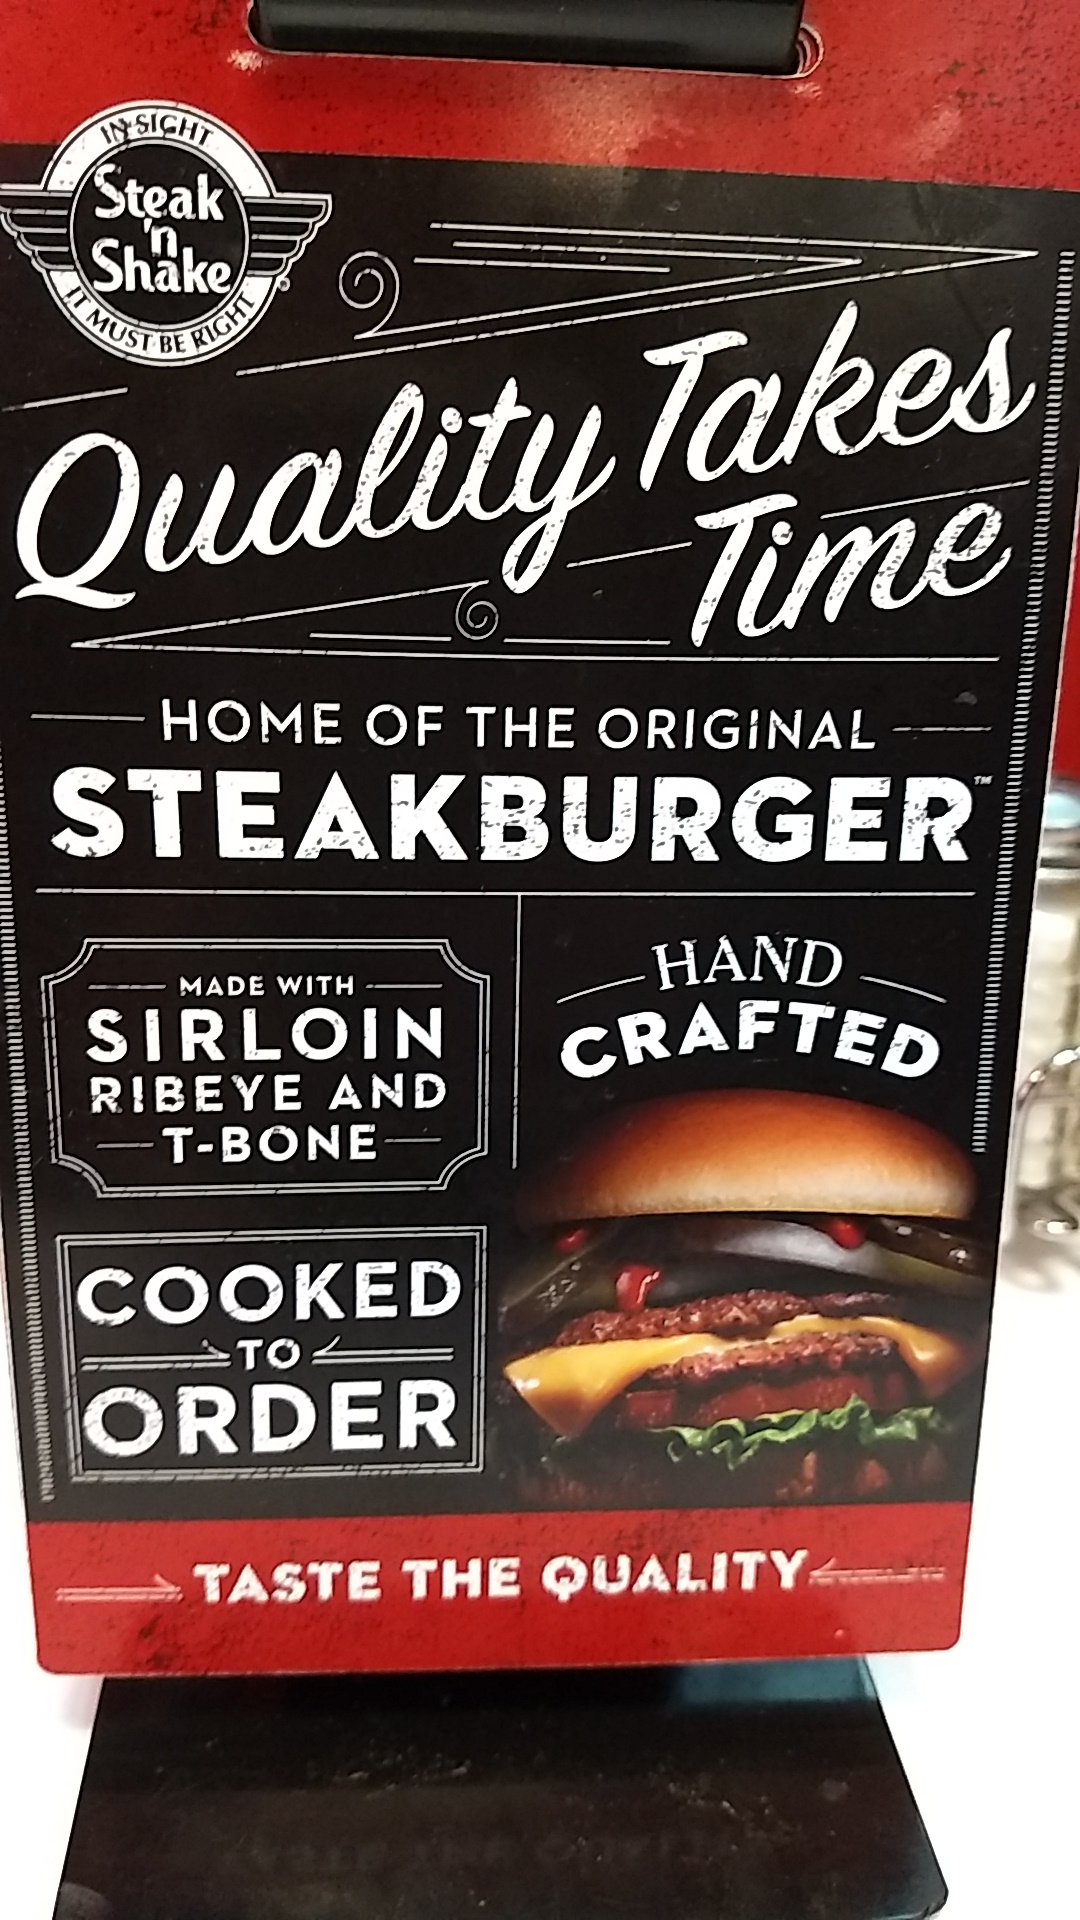 IN SIGHT
Steak
'n
Shake
IT MUST BE RIGHT
Quality Takes
Time
HOME OF THE ORIGINAL
STEAKBURGER™
MADE WITH
SIRLOIN
RIBEYE AND
T-BONE
HAND
CRAFTED
COOKED
TO
ORDER
TASTE THE QUALITY